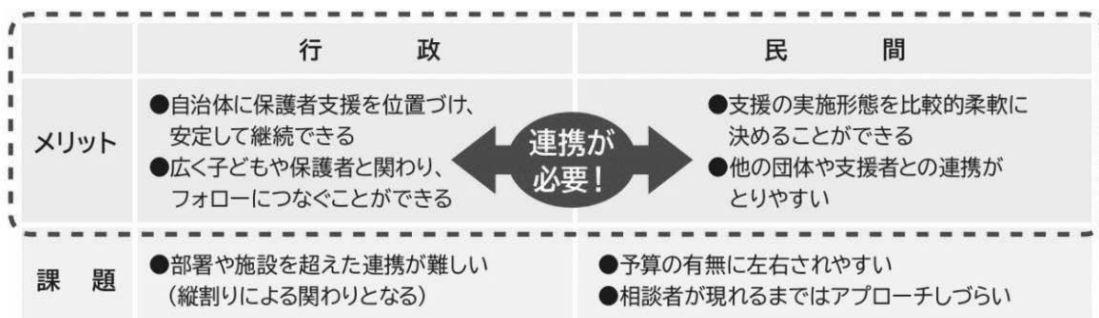 行政
民間
メリット
●自治体に保護者支援を位置づけ、
安定して継続できる
●広く子どもや保護者と関わり、
フォローにつなぐことができる
連携が
必要！
●支援の実施形態を比較的柔軟に
決めることができる
●他の団体や支援者との連携が
とりやすい
課題
●部署や施設を超えた連携が難しい
（縦割りによる関わりとなる）
●予算の有無に左右されやすい
●相談者が現れるまではアプローチしづらい